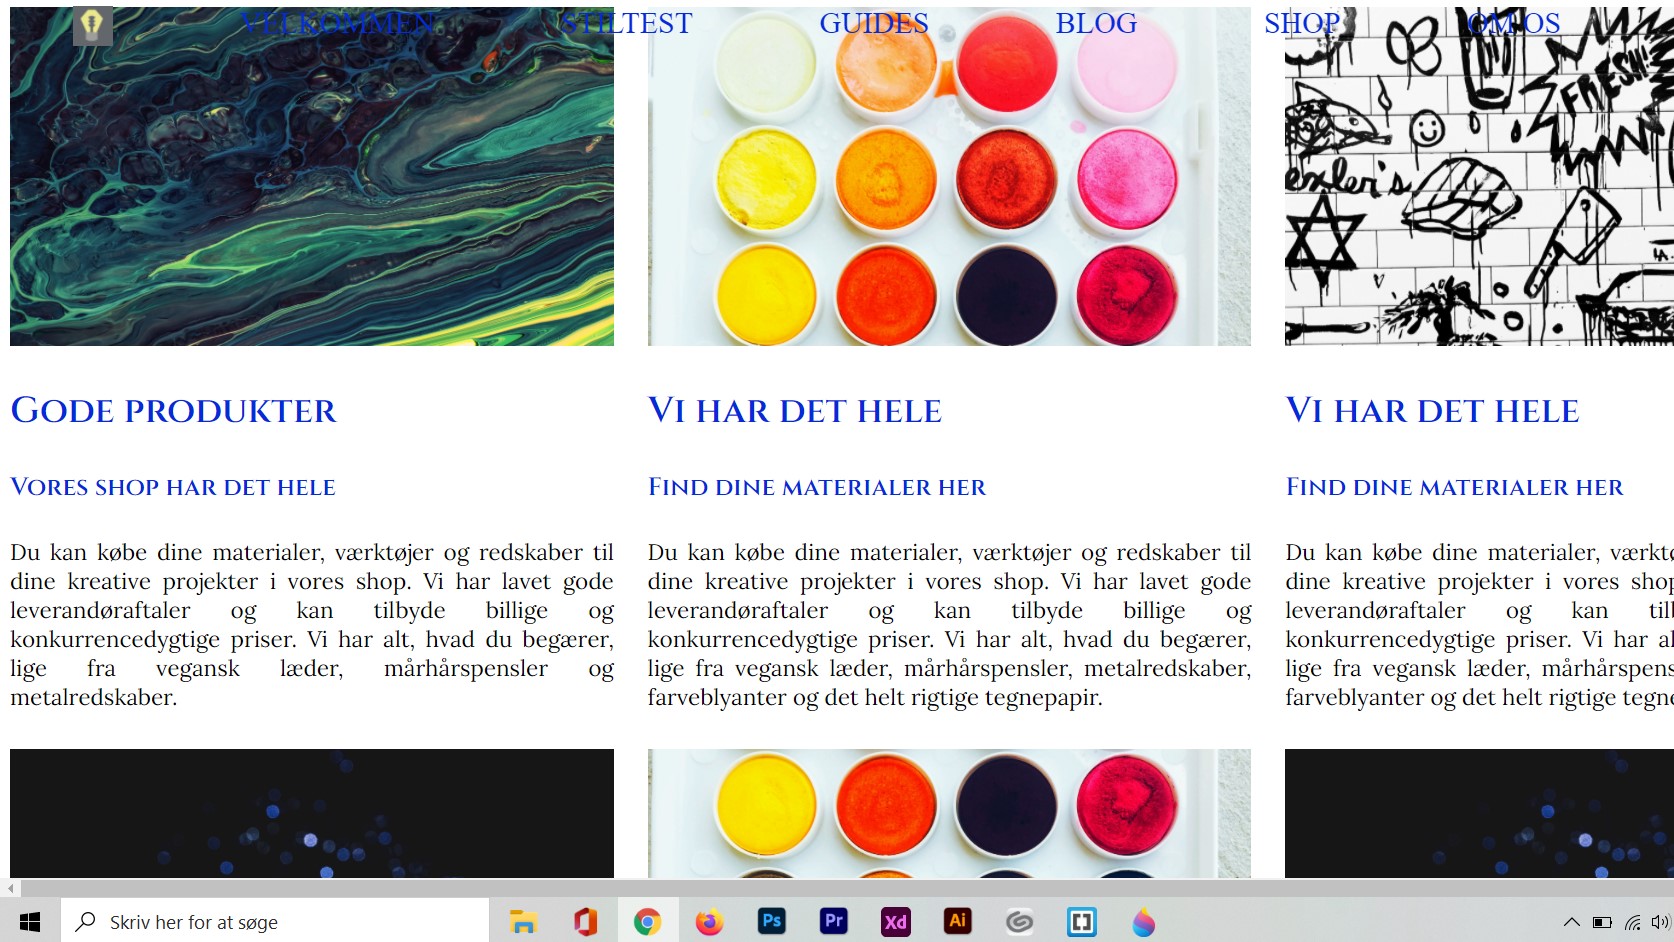 VELKOMMEN STILTEST GUIDES BLOG SHOP OM OS
FRESH!
exler's
Gode produkter
Vores shop har det hele
Du kan købe dine materialer, værktøjer og redskaber til
dine kreative projekter i vores shop. Vi har lavet gode
leverandøraftaler og kan tilbyde billige og
konkurrencedygtige priser. Vi har alt, hvad du begærer,
lige fra vegansk læder, mårhårspensler og
metalredskaber.
Vi har det hele
Find dine materialer her
Du kan købe dine materialer, værktøjer og redskaber til
dine kreative projekter i vores shop. Vi har lavet gode
leverandøraftaler og kan tilbyde billige og
konkurrencedygtige priser. Vi har alt, hvad du begærer,
lige fra vegansk læder, mårhårspensler, metalredskaber,
farveblyanter og det helt rigtige tegnepapir.
Vi har det hele
Find dine materialer her
Du kan købe dine materialer, værktø
dine kreative projekter i vores shop
leverandøraftaler og kan till
konkurrencedygtige priser. Vi har al
lige fra vegansk læder, mårhårspens
farveblyanter og det helt rigtige tegne
Skriv her for at søge
Ps Pr Xd Ai